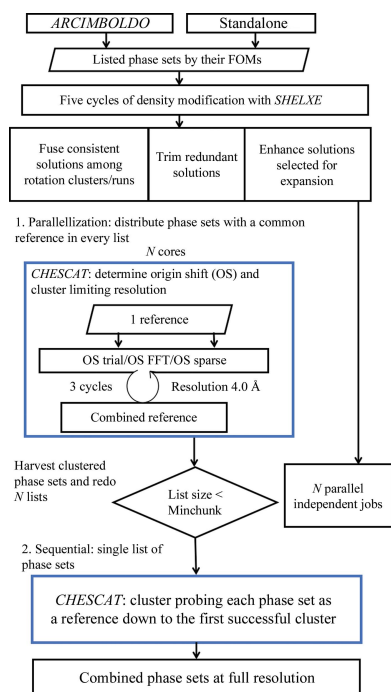 ARCIMBOLDO
Standalone
Listed phase sets by their FOMs
Five cycles of density modification with SHELXE
Fuse consistent
solutions among
rotation clusters/runs
Trim redundant
solutions
Enhance solutions
selected for
expansion
1. Parallellization: distribute phase sets with a common
reference in every list
N cores
CHESCAT: determine origin shift (OS) and
cluster limiting resolution
1 reference
OS trial/OS FFT/OS sparse
3 cycles
Resolution 4.0 Å
Combined reference
Harvest clustered
phase sets and redo
N lists
List size <
Minchunk
N parallel
independent jobs
2. Sequential: single list of
phase sets
CHESCAT: cluster probing each phase set as
a reference down to the first successful cluster
Combined phase sets at full resolution